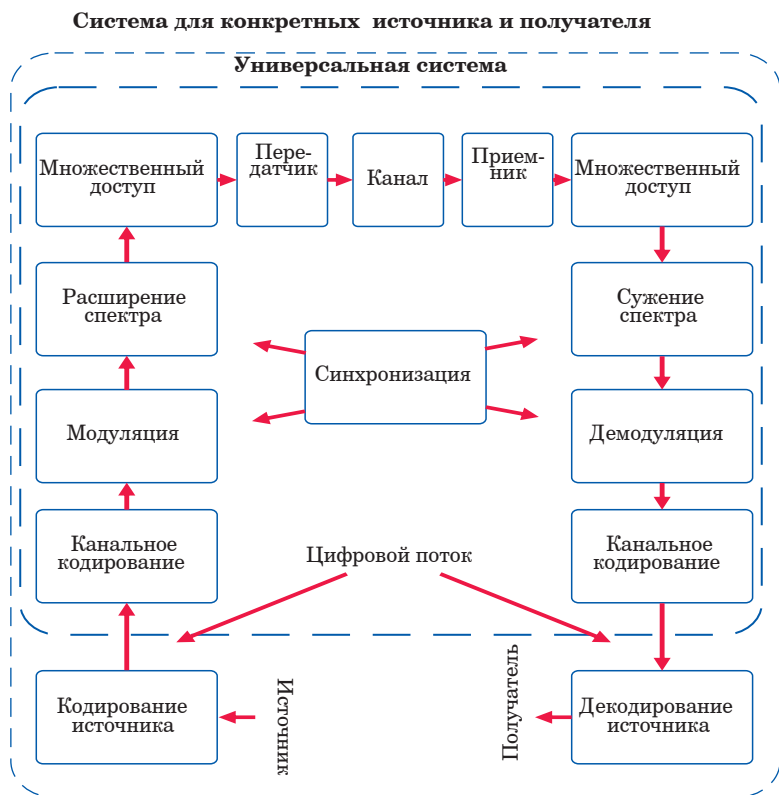 Система для конкретных источника и получателя
Универсальная система
Множественный
доступ
Пере-
датчик
Канал
Прием-
ник
Множественный
доступ
Расширение
спектра
Сужение
спектра
Синхронизация
Модуляция
Демодуляция
Канальное
кодирование
Цифровой поток
Канальное
кодирование
Кодирование
источника
Источник
Получатель
Декодирование
источника